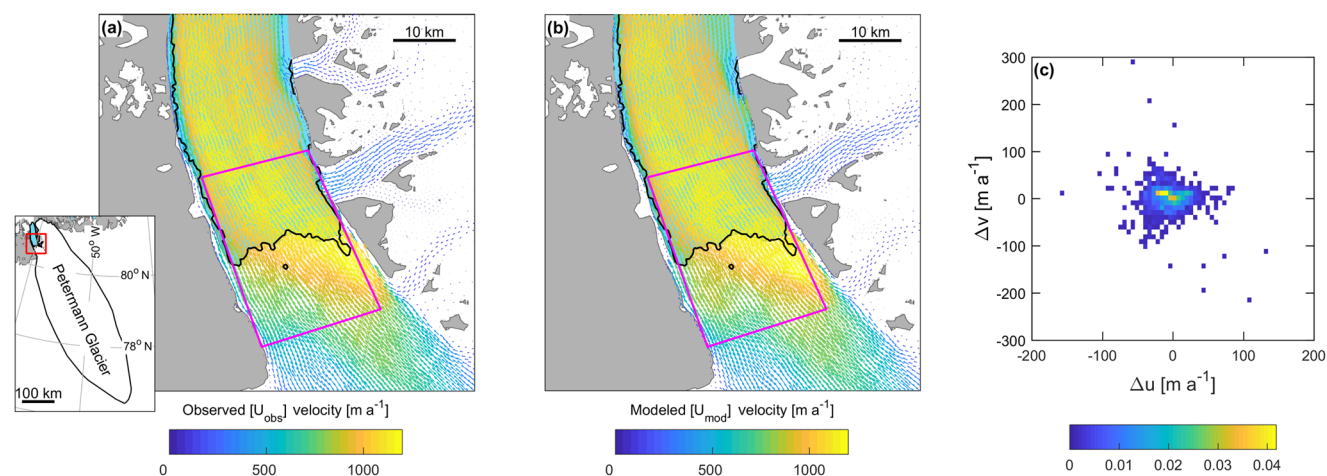 (a)
10 km
(b)
10 km
(c)
300
200
100
0
-100
-200
-300
Δv [m a⁻¹]
-200
-100
0
100
200
Δu [m a⁻¹]
50°W
80° N
78° N
Petermann Glacier
100 km
Observed [U_obs] velocity [m a⁻¹]
0
500
1000
Modeled [U_mod] velocity [m a⁻¹]
0
500
1000
0
0.01
0.02
0.03
0.04